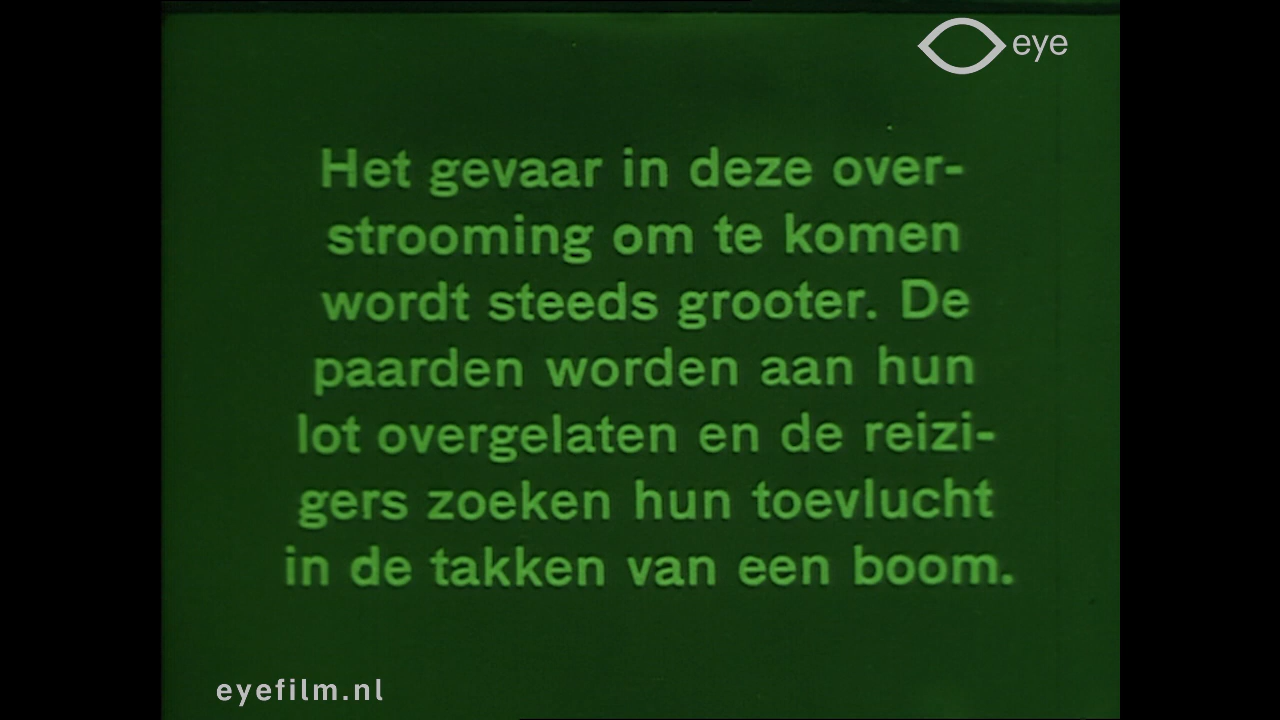 eye
Het gevaar in deze over-
strooming om te komen
wordt steeds grooter. De
paarden worden aan hun
lot overgelaten en de reizi-
gers zoeken hun toevlucht
in de takken van een boom.
eyefilm.nl